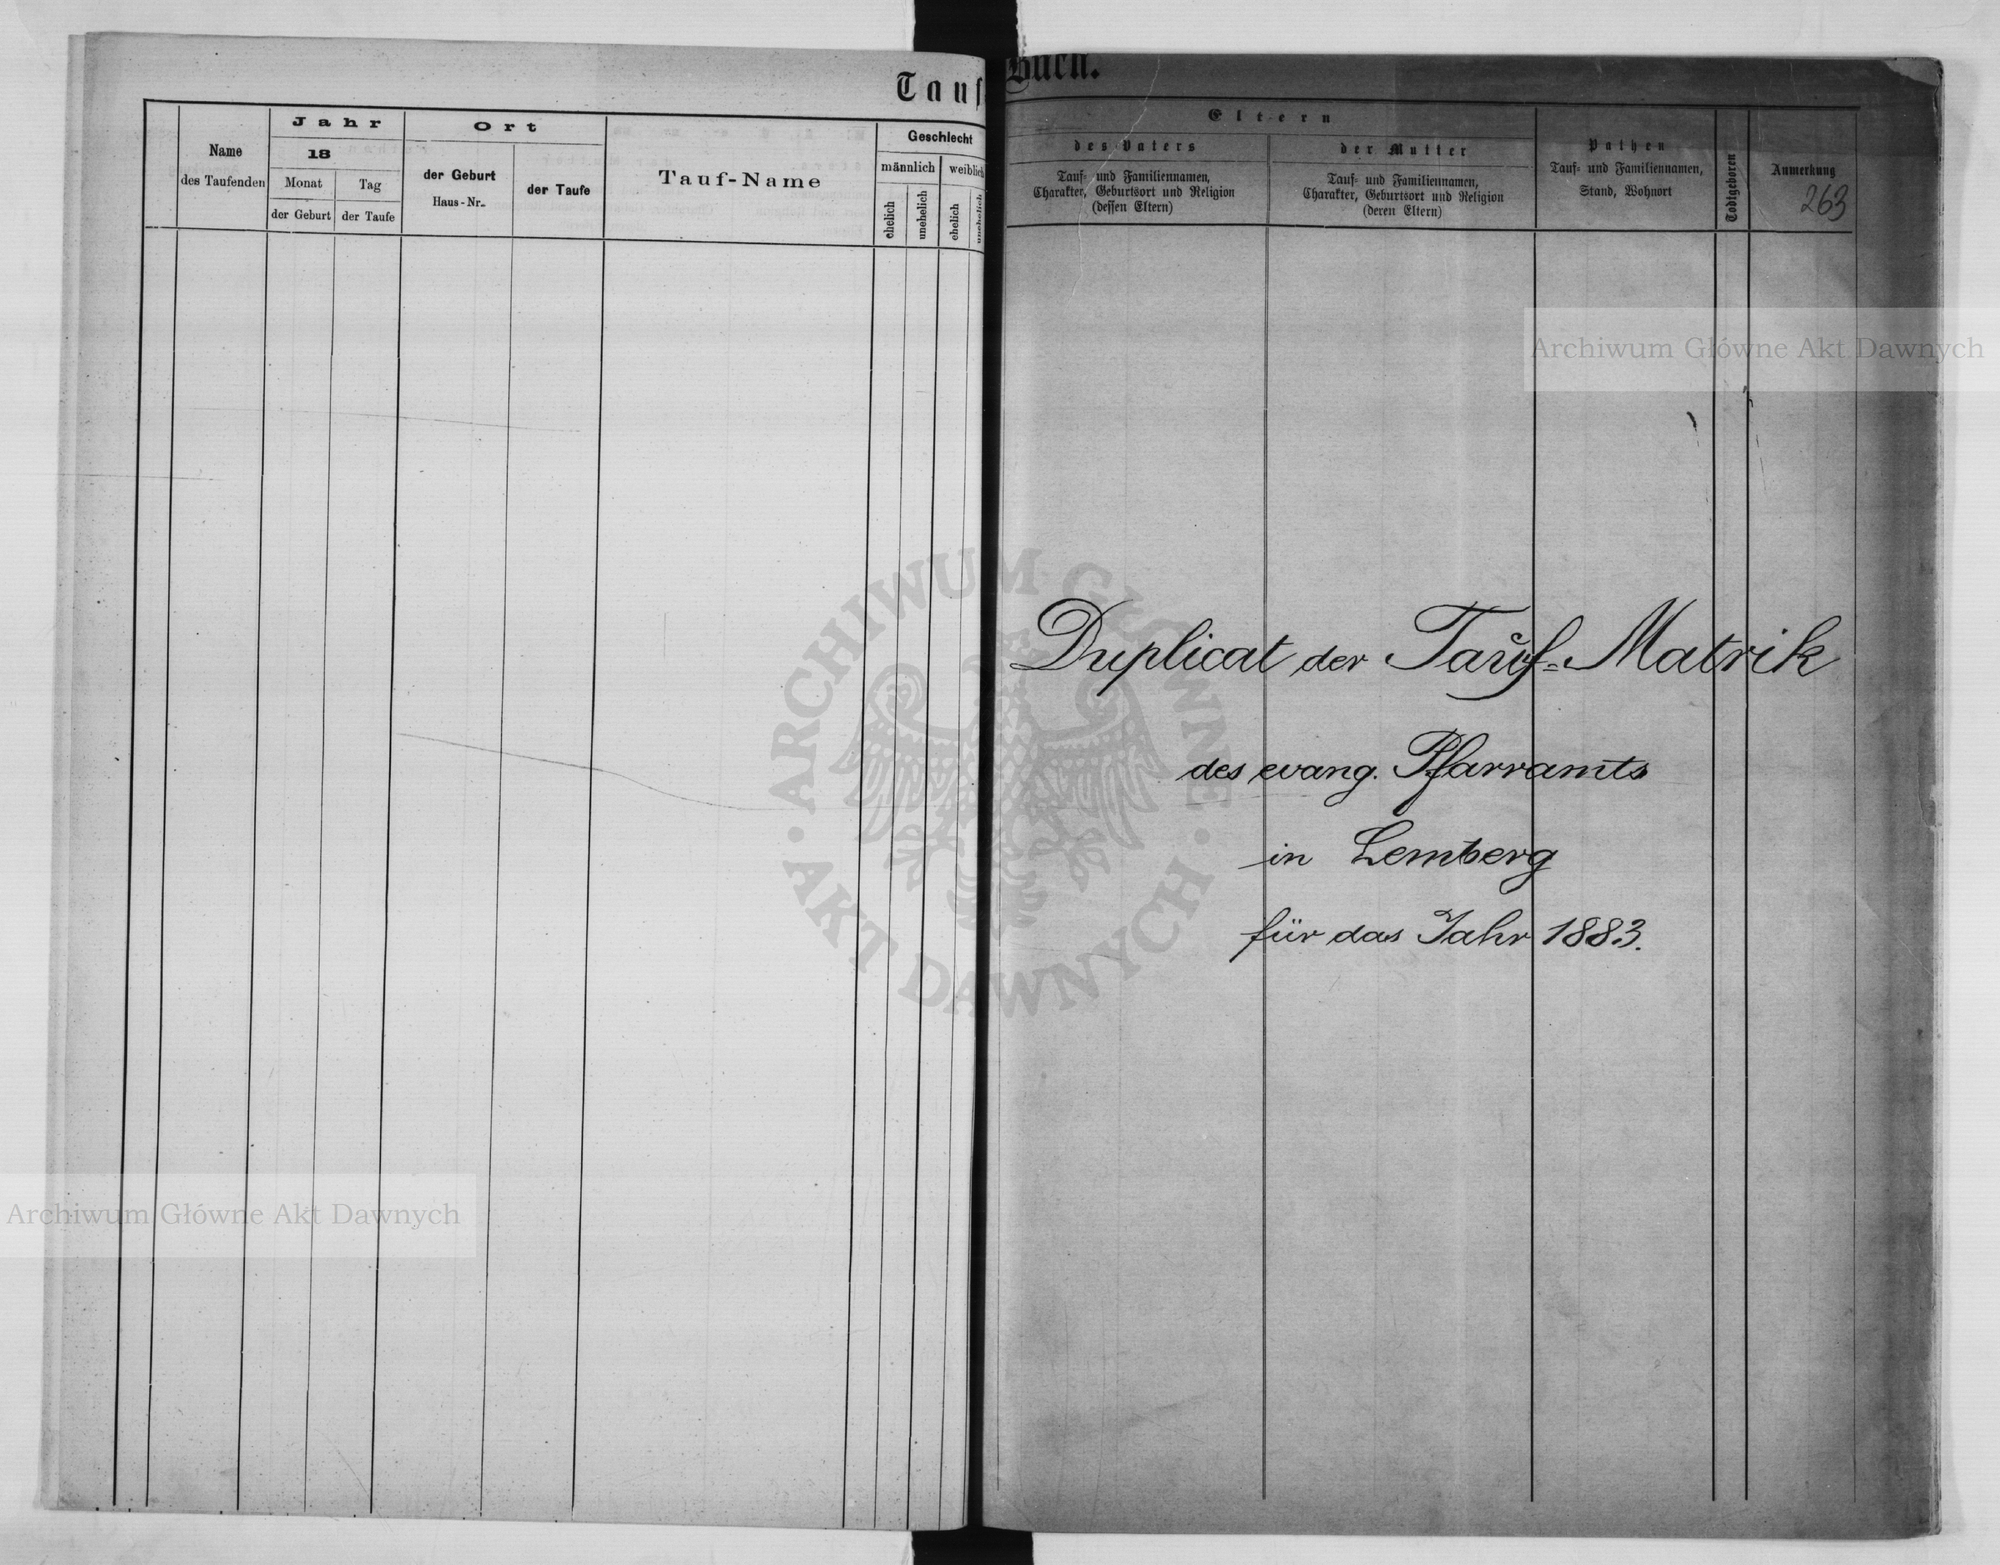 Tauf
Name
des Taufenden
Jahr
18
Monat
Tag
der Geburt
der Taufe
Ort
der Geburt
Haus-Nr.
der Taufe
Tauf-Name
Geschlecht
männlich
weiblich
ehelich
unehelich
ehelich
unehelich
Buch.
Eltern
des Vaters
Tauf= und Familiennamen,
Charakter, Geburtsort und Religion
(dessen Eltern)
der Mutter
Tauf= und Familiennamen,
Charakter, Geburtsort und Religion
(deren Eltern)
Pathen
Tauf= und Familiennamen,
Stand, Wohnort
Todtgeboren
Anmerkung
263
Duplicat der Tauf=Matrik
des evang. Pfarramts
in Lemberg
für das Jahr 1883.
Archiwum Główne Akt Dawnych
ARCHIWUM GŁÓWNE
· AKT DAWNYCH ·
Archiwum Główne Akt Dawnych